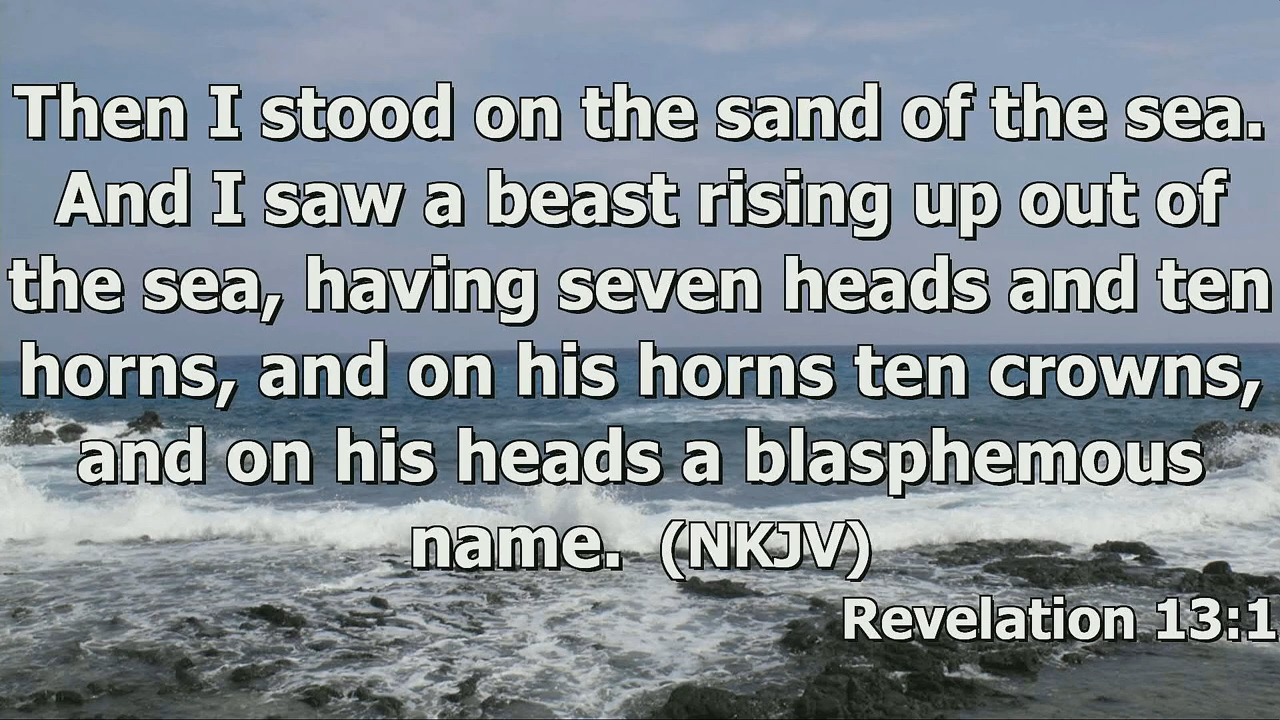 Then I stood on the sand of the sea.
And I saw a beast rising up out of
the sea, having seven heads and ten
horns, and on his horns ten crowns,
and on his heads a blasphemous
name. (NKJV)
Revelation 13:1